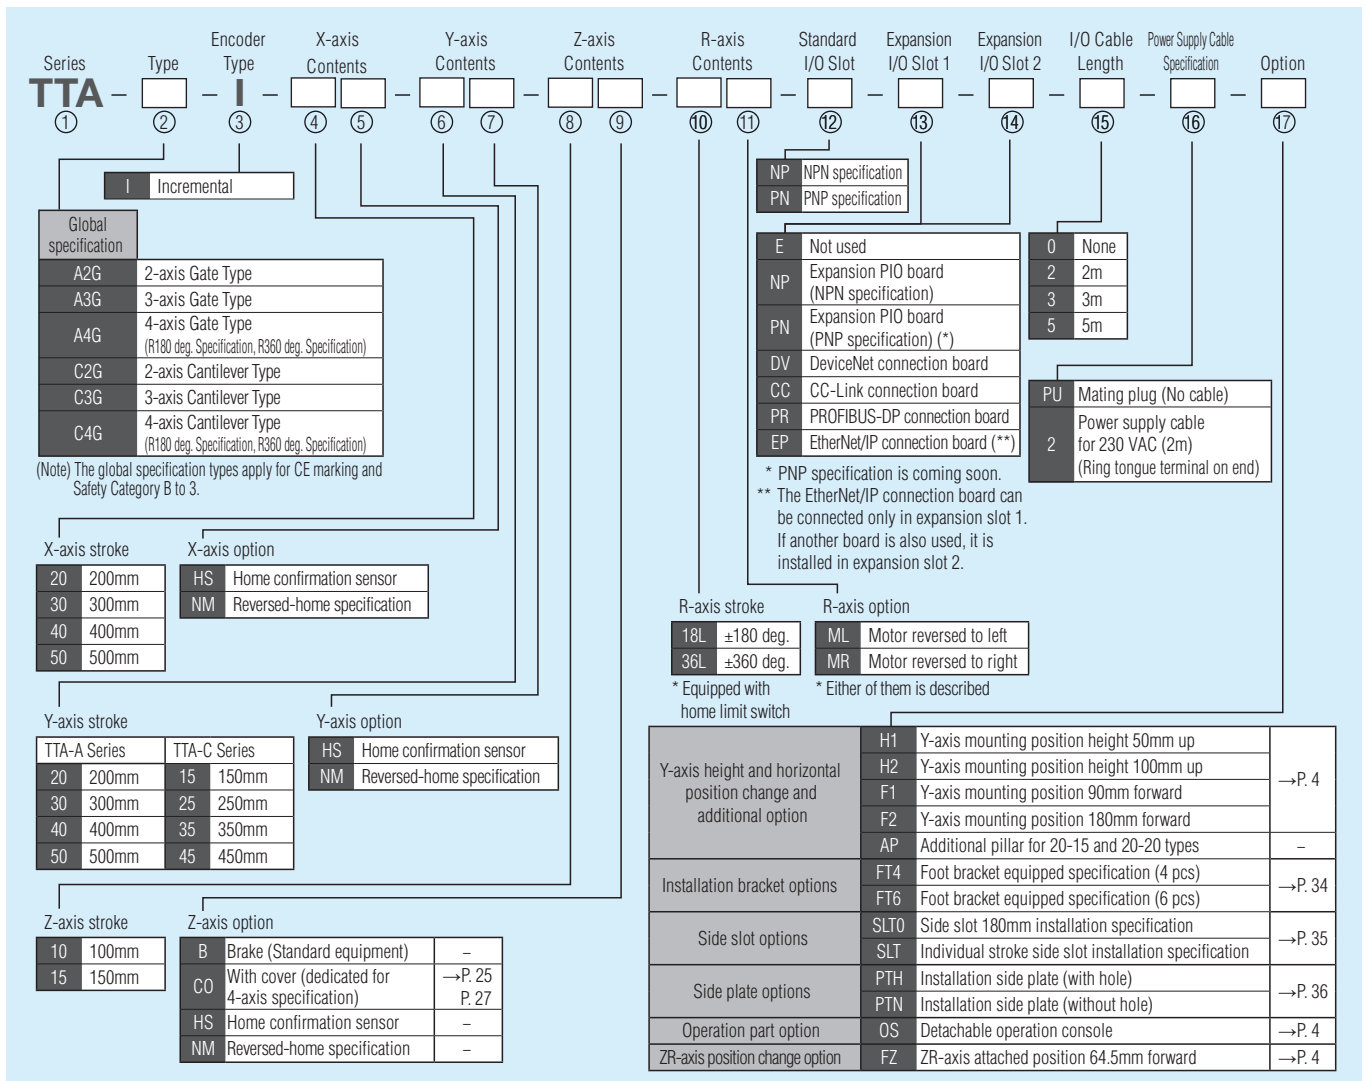 Series
TTA
①
Type
②
Encoder
Type
I
③
X-axis
Contents
④ ⑤
Y-axis
Contents
⑥ ⑦
Z-axis
Contents
⑧ ⑨
R-axis
Contents
⑩ ⑪
Standard
I/O Slot
⑫
Expansion
I/O Slot 1
⑬
Expansion
I/O Slot 2
⑭
I/O Cable
Length
⑮
Power Supply Cable
Specification
⑯
Option
⑰
I Incremental
Global
specification
A2G 2-axis Gate Type
A3G 3-axis Gate Type
A4G 4-axis Gate Type
(R180 deg. Specification, R360 deg. Specification)
C2G 2-axis Cantilever Type
C3G 3-axis Cantilever Type
C4G 4-axis Cantilever Type
(R180 deg. Specification, R360 deg. Specification)
(Note) The global specification types apply for CE marking and
Safety Category B to 3.
NP NPN specification
PN PNP specification
E Not used
NP Expansion PIO board
(NPN specification)
PN Expansion PIO board
(PNP specification) (*)
DV DeviceNet connection board
CC CC-Link connection board
PR PROFIBUS-DP connection board
EP EtherNet/IP connection board (**)
* PNP specification is coming soon.
** The EtherNet/IP connection board can
be connected only in expansion slot 1.
If another board is also used, it is
installed in expansion slot 2.
0 None
2 2m
3 3m
5 5m
PU Mating plug (No cable)
2 Power supply cable
for 230 VAC (2m)
(Ring tongue terminal on end)
X-axis stroke
20 200mm
30 300mm
40 400mm
50 500mm
X-axis option
HS Home confirmation sensor
NM Reversed-home specification
R-axis stroke
18L ±180 deg.
36L ±360 deg.
* Equipped with
home limit switch
R-axis option
ML Motor reversed to left
MR Motor reversed to right
* Either of them is described
Y-axis stroke
TTA-A Series TTA-C Series
20 200mm 15 150mm
30 300mm 25 250mm
40 400mm 35 350mm
50 500mm 45 450mm
Y-axis option
HS Home confirmation sensor
NM Reversed-home specification
Z-axis stroke
10 100mm
15 150mm
Z-axis option
B Brake (Standard equipment) –
CO With cover (dedicated for
4-axis specification) →P. 25
P. 27
HS Home confirmation sensor –
NM Reversed-home specification –
Y-axis height and horizontal
position change and
additional option
H1 Y-axis mounting position height 50mm up
H2 Y-axis mounting position height 100mm up
F1 Y-axis mounting position 90mm forward
F2 Y-axis mounting position 180mm forward
→P. 4
AP Additional pillar for 20-15 and 20-20 types –
Installation bracket options
FT4 Foot bracket equipped specification (4 pcs)
FT6 Foot bracket equipped specification (6 pcs)
→P. 34
Side slot options
SLT0 Side slot 180mm installation specification
SLT Individual stroke side slot installation specification
→P. 35
Side plate options
PTH Installation side plate (with hole)
PTN Installation side plate (without hole)
→P. 36
Operation part option OS Detachable operation console →P. 4
ZR-axis position change option FZ ZR-axis attached position 64.5mm forward →P. 4